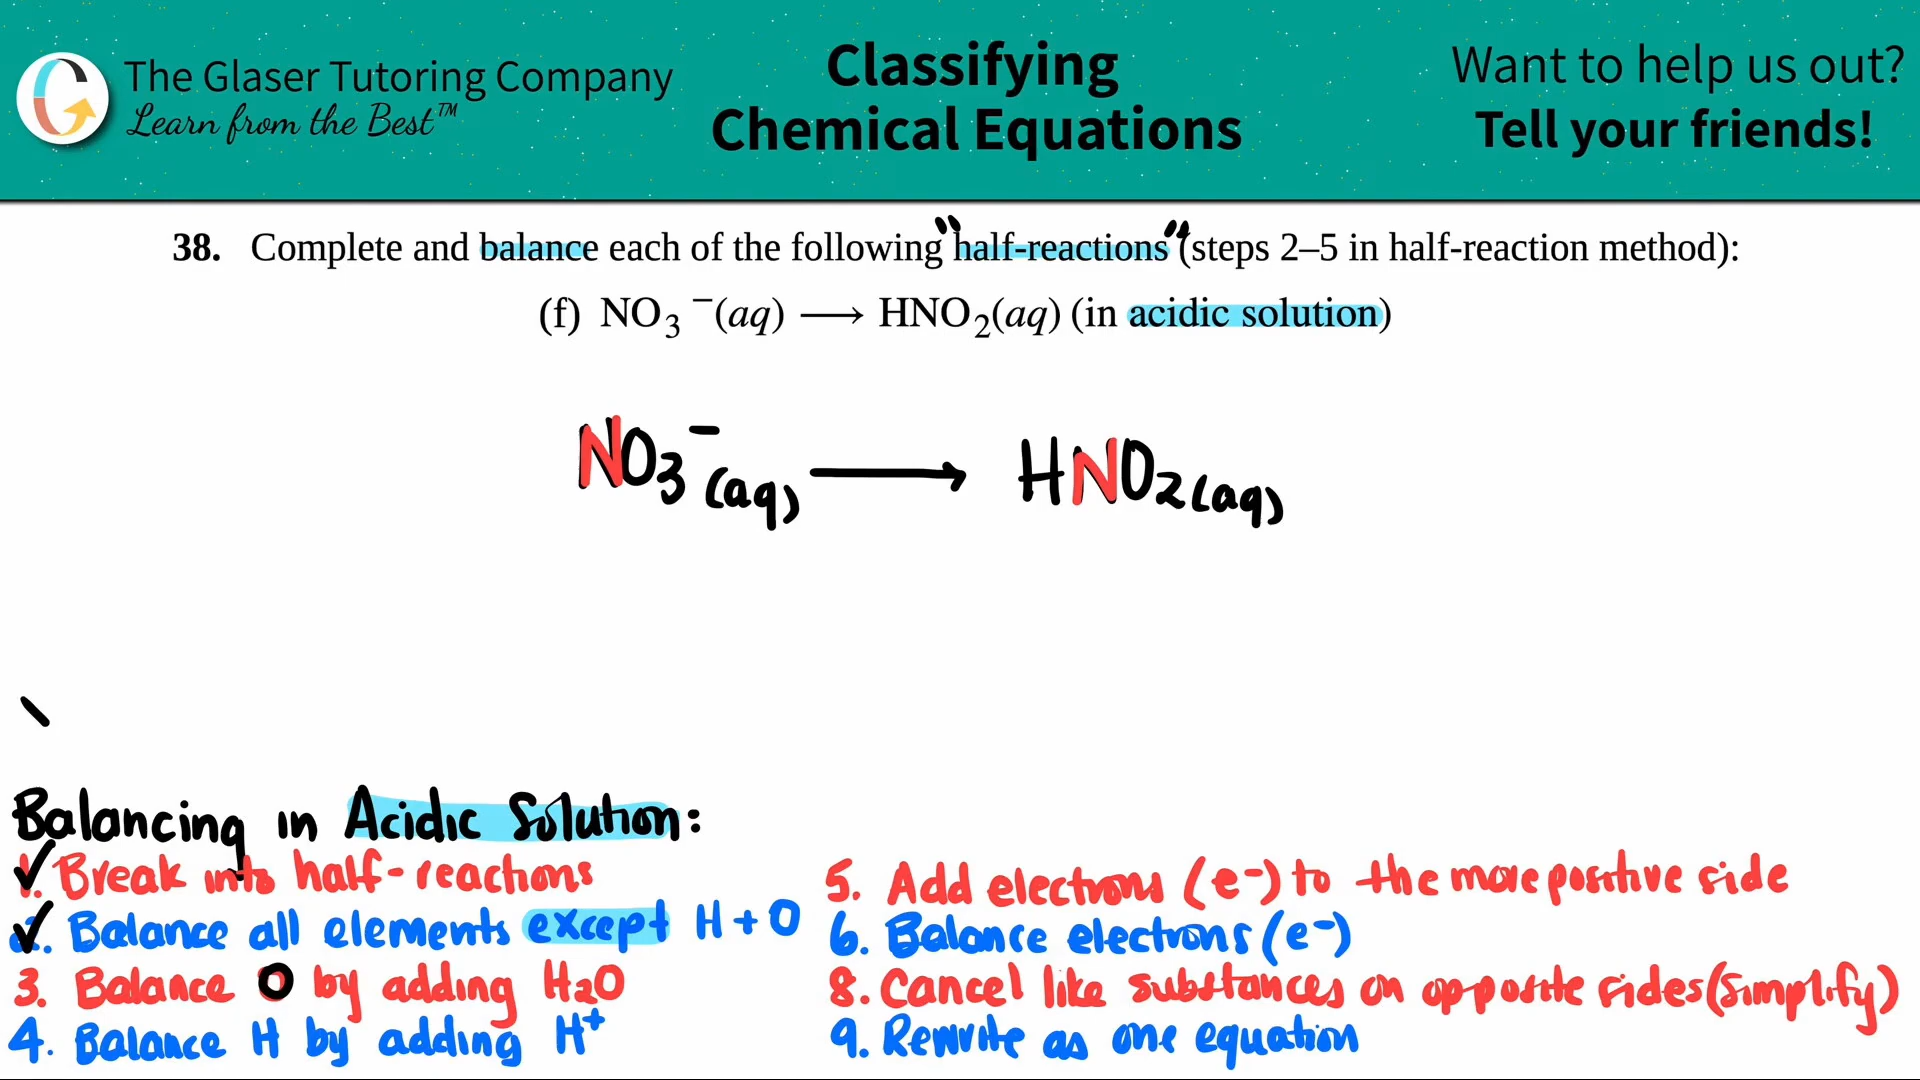 The Glaser Tutoring Company
Learn from the Best™
Classifying
Chemical Equations
Want to help us out?
Tell your friends!
38. Complete and balance each of the following "half-reactions" (steps 2–5 in half-reaction method):
(f) NO₃ ⁻(aq) ⟶ HNO₂(aq) (in acidic solution)
NO₃⁻(aq) ⟶ HNO₂(aq)
Balancing in Acidic Solution:
1. Break into half-reactions
2. Balance all elements except H + O
3. Balance O by adding H₂O
4. Balance H by adding H⁺
5. Add electrons (e⁻) to the more positive side
6. Balance electrons (e⁻)
8. Cancel like substances on opposite sides (simplify)
9. Rewrite as one equation